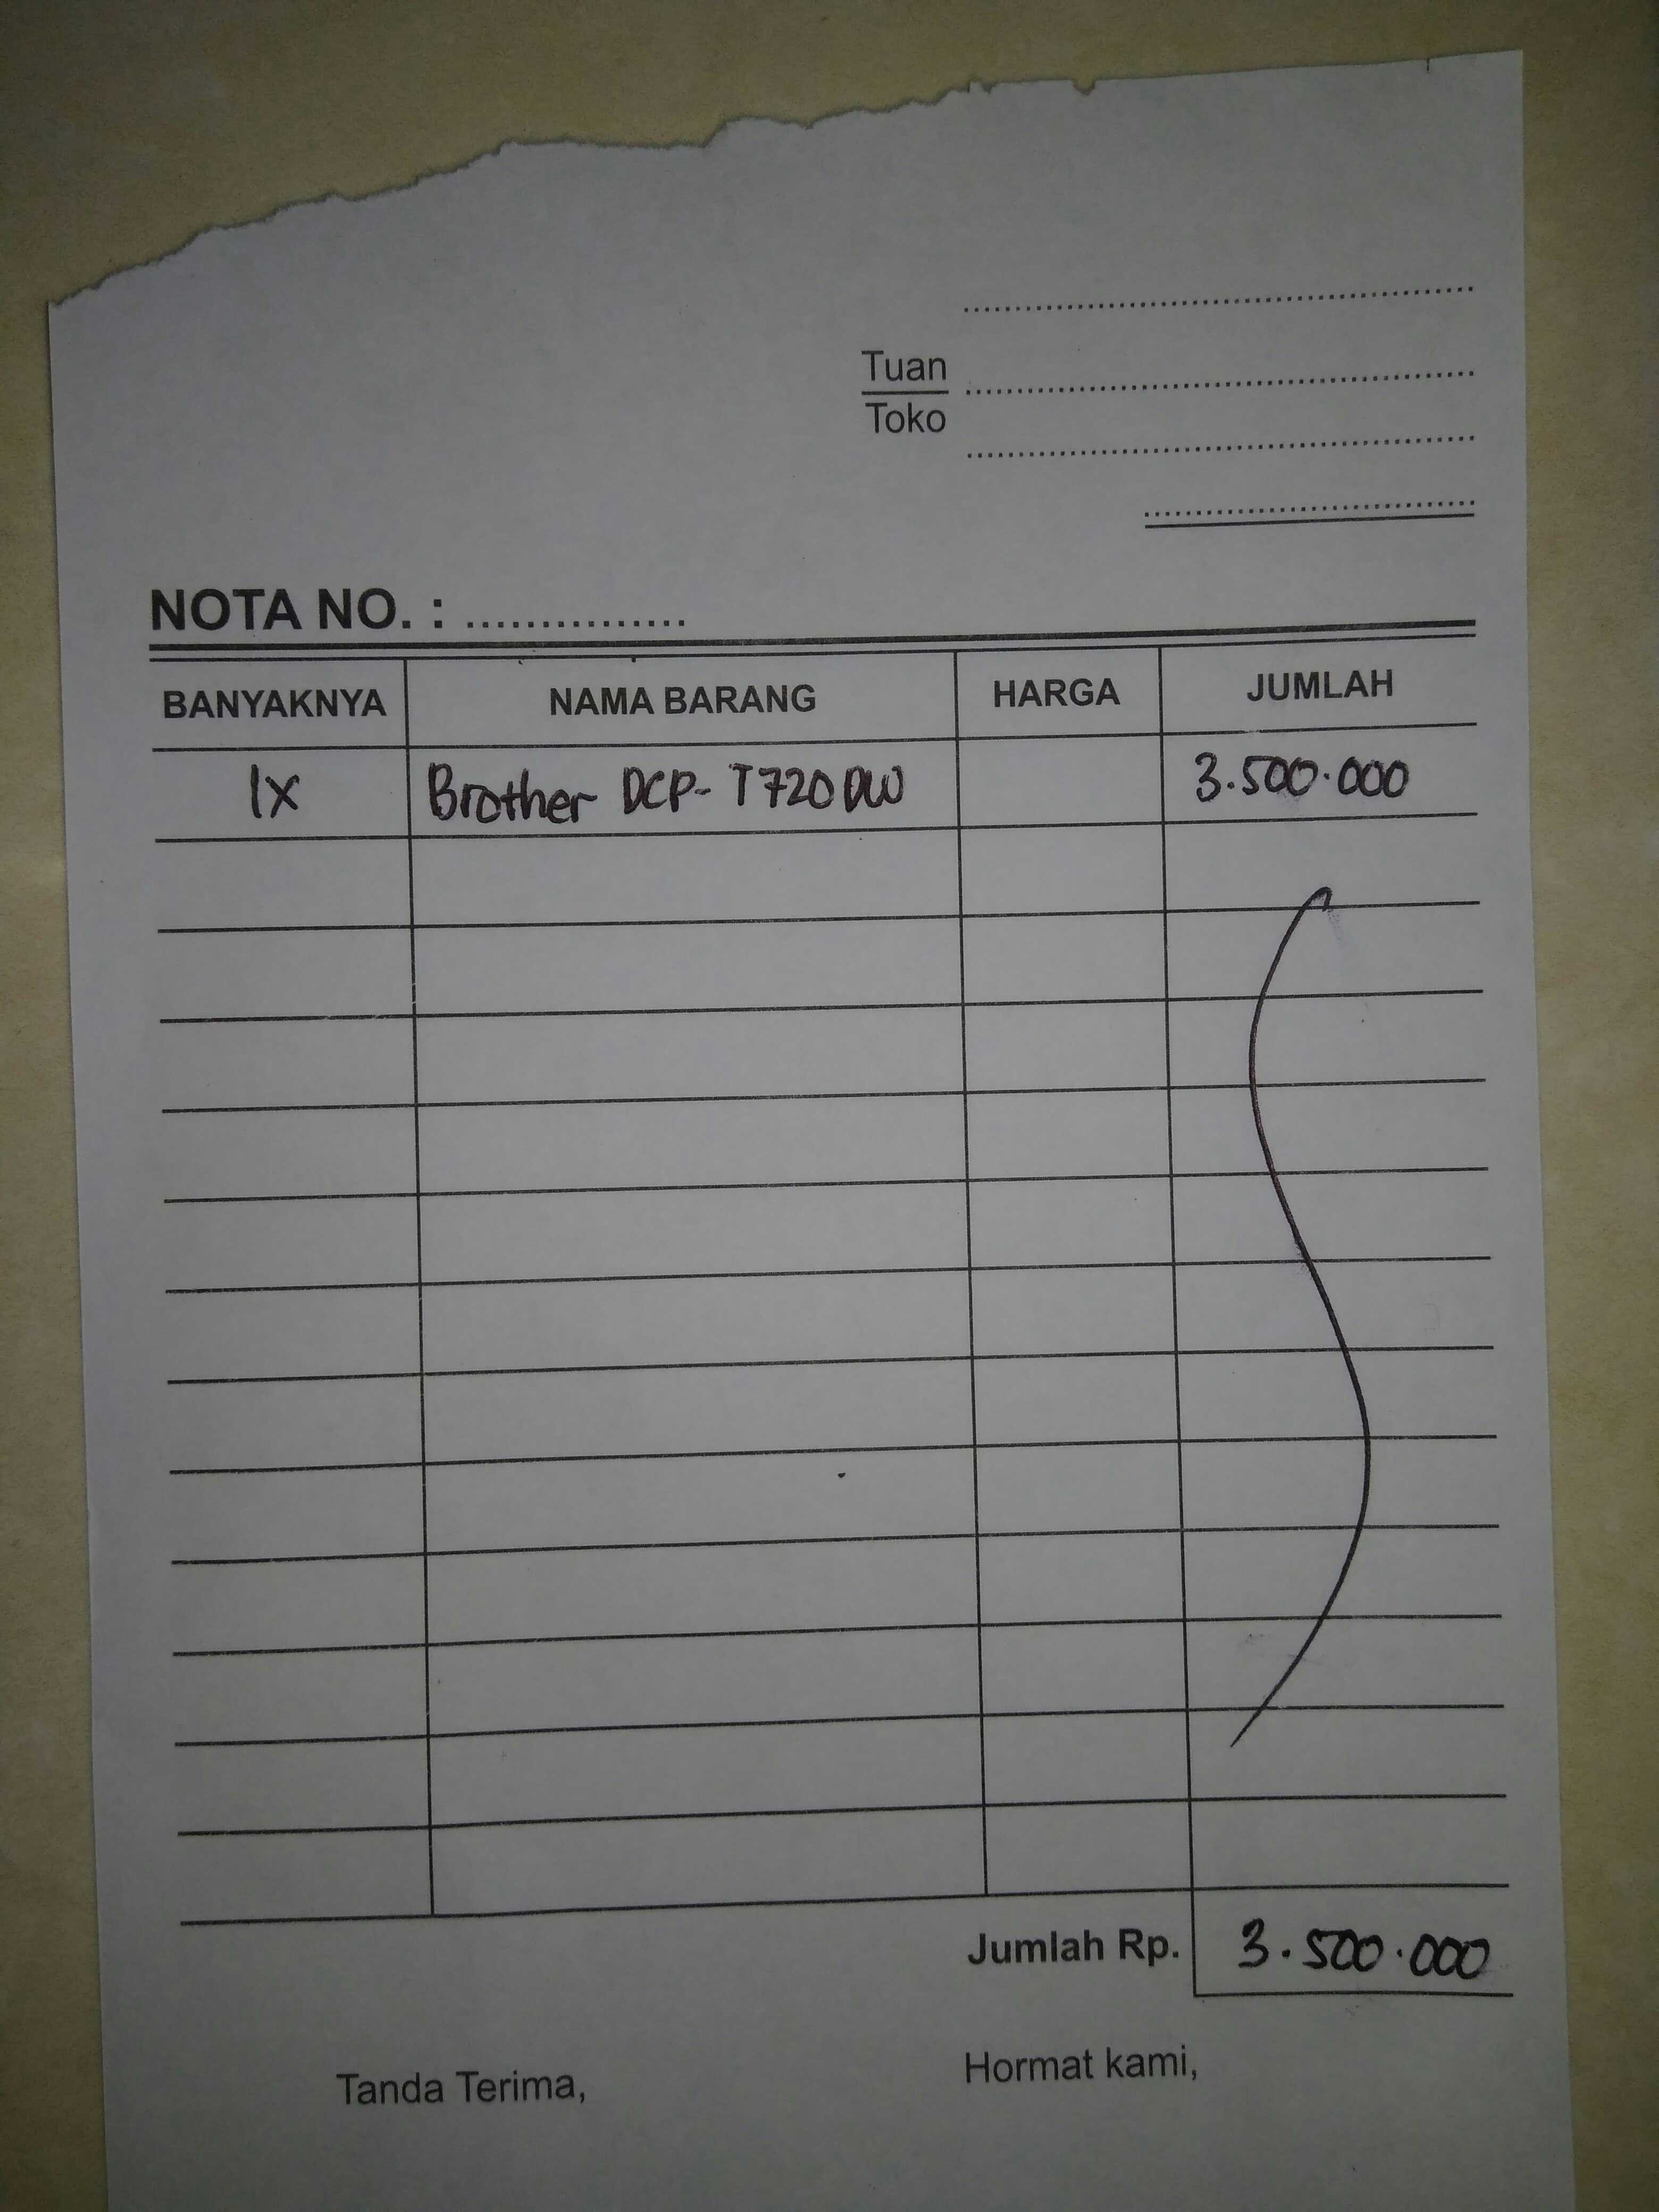 Tuan
Toko
NOTA NO. : ...............
BANYAKNYA NAMA BARANG HARGA JUMLAH
1x Brother DCP-T720DW 3.500.000
Jumlah Rp. 3.500.000
Tanda Terima, Hormat kami,